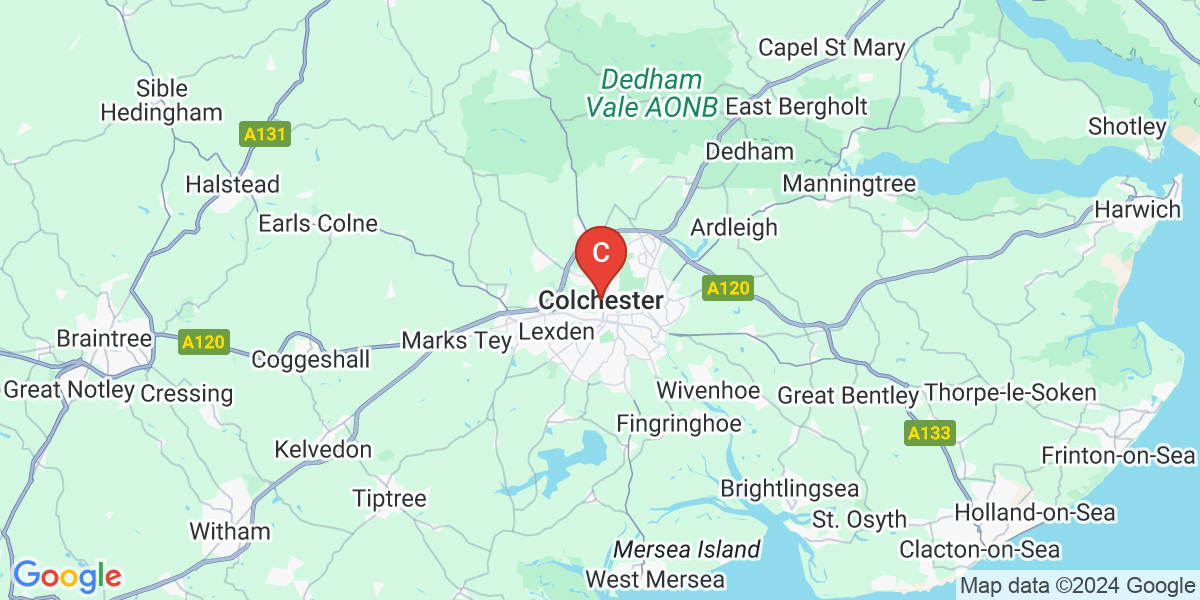 Capel St Mary
Dedham
Vale AONB
East Bergholt
Sible
Hedingham
A131
Shotley
Dedham
Halstead
Manningtree
Harwich
Earls Colne
Ardleigh
C
A120
Colchester
Lexden
Braintree
A120
Marks Tey
Coggeshall
Great Notley
Cressing
Wivenhoe
Great Bentley
Thorpe-le-Soken
Fingringhoe
A133
Kelvedon
Frinton-on-Sea
Tiptree
Brightlingsea
St. Osyth
Holland-on-Sea
Witham
Mersea Island
Clacton-on-Sea
West Mersea
Google
Map data ©2024 Google